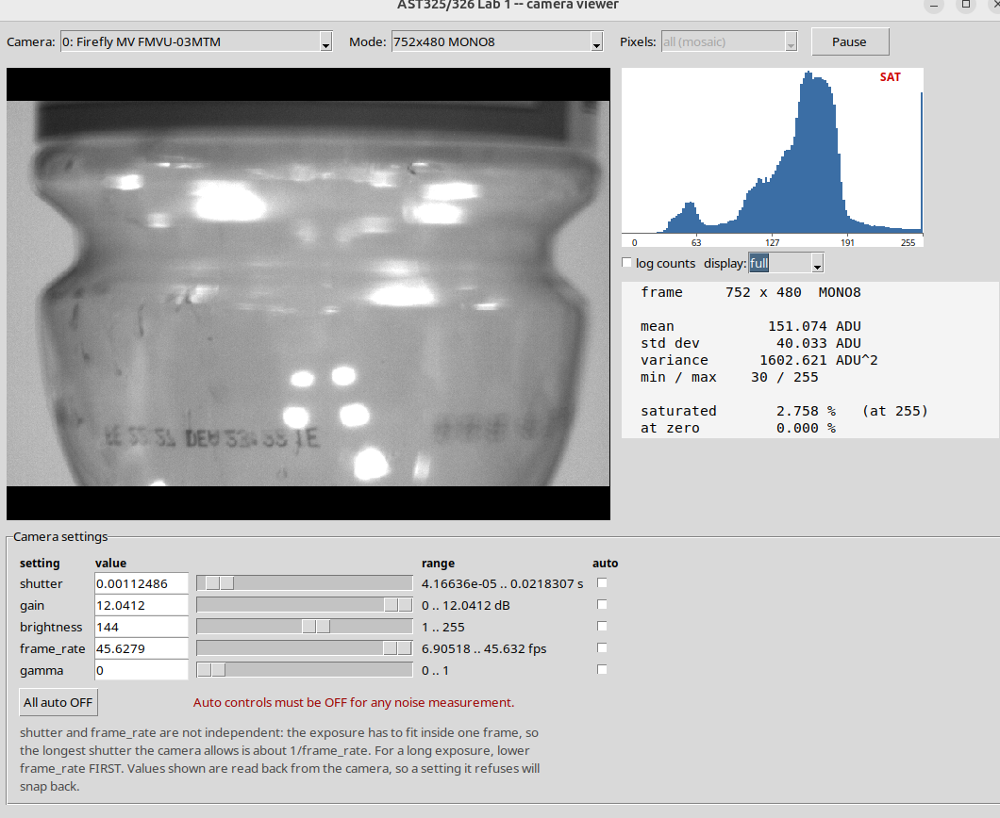 AST325/326 Lab 1 -- camera viewer
Camera: 0: Firefly MV FMVU-03MTM Mode: 752x480 MONO8 Pixels: all (mosaic) Pause
SAT
0 63 127 191 255
log counts display: full
frame 752 x 480 MONO8
mean 151.074 ADU
std dev 40.033 ADU
variance 1602.621 ADU^2
min / max 30 / 255
saturated 2.758 % (at 255)
at zero 0.000 %
Camera settings
setting value range auto
shutter 0.00112486 4.16636e-05 .. 0.0218307 s
gain 12.0412 0 .. 12.0412 dB
brightness 144 1 .. 255
frame_rate 45.6279 6.90518 .. 45.632 fps
gamma 0 0 .. 1
All auto OFF Auto controls must be OFF for any noise measurement.
shutter and frame_rate are not independent: the exposure has to fit inside one frame, so
the longest shutter the camera allows is about 1/frame_rate. For a long exposure, lower
frame_rate FIRST. Values shown are read back from the camera, so a setting it refuses will
snap back.